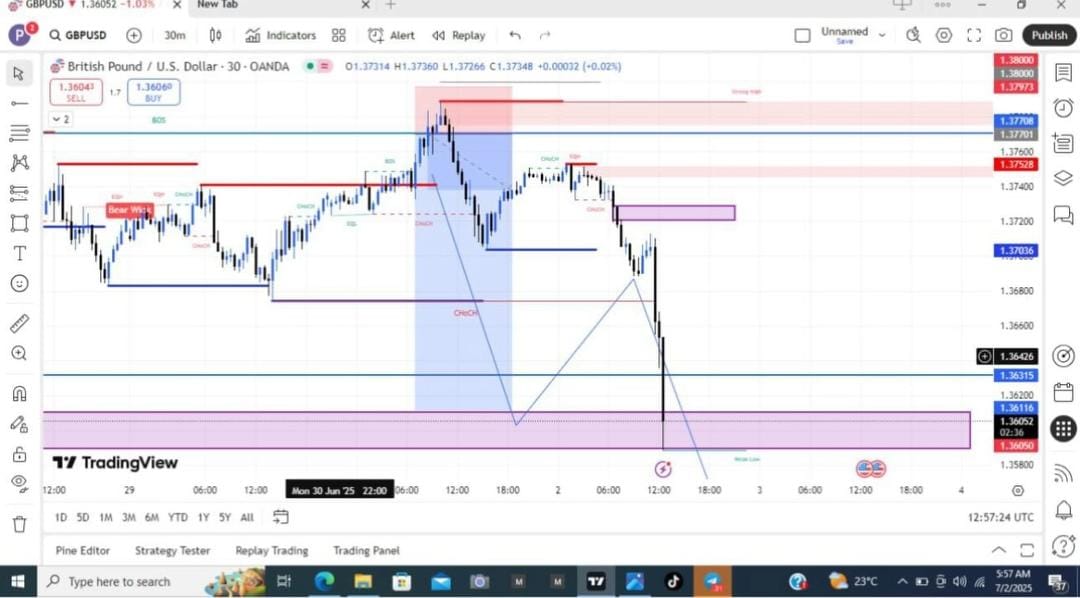 GBPUSD ▼ 1.36052 −1.03%
New Tab
P 2
GBPUSD
30m
Indicators
Alert
Replay
Unnamed
Save
Publish
British Pound / U.S. Dollar · 30 · OANDA
O1.37314 H1.37360 L1.37266 C1.37348 +0.00032 (+0.02%)
1.36043
SELL
1.7
1.36060
BUY
2
BOS
Strong High
BOS
CHoCH
EQH
CHoCH
Bear Wick
CHoCH
CHoCH
EQL
CHoCH
CHoCH
CHoCH
Weak Low
1.38000
1.38000
1.37973
1.37708
1.37701
1.37600
1.37528
1.37400
1.37200
1.37036
1.36800
1.36600
1.36426
1.36315
1.36200
1.36116
1.36052
02:36
1.36050
1.35800
TradingView
12:00
29
06:00
12:00
Mon 30 Jun '25 22:00
06:00
12:00
18:00
2
06:00
12:00
18:00
3
06:00
12:00
18:00
4
1D 5D 1M 3M 6M YTD 1Y 5Y All
12:57:24 UTC
Pine Editor
Strategy Tester
Replay Trading
Trading Panel
Type here to search
M
M
23°C
5:57 AM
7/2/2025
37